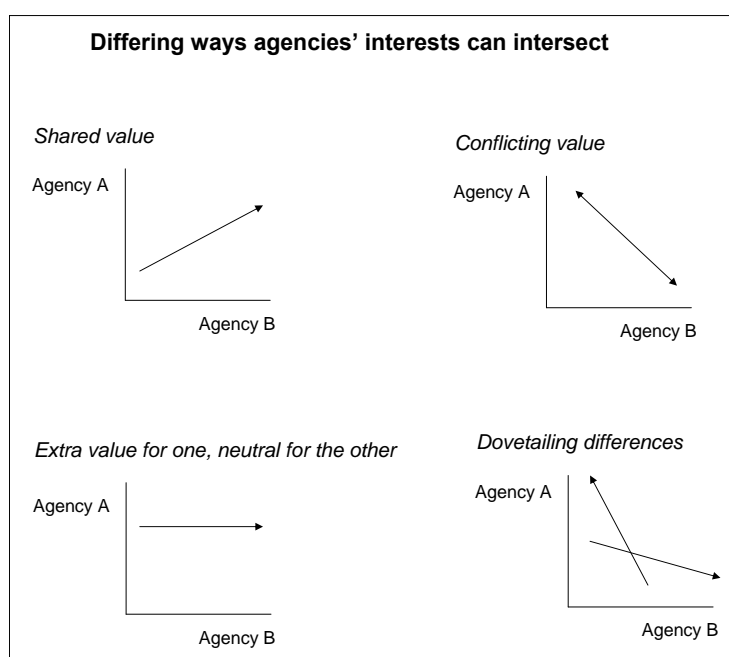 Differing ways agencies’ interests can intersect
Shared value
Agency A
Agency B
Conflicting value
Agency A
Agency B
Extra value for one, neutral for the other
Agency A
Agency B
Dovetailing differences
Agency A
Agency B